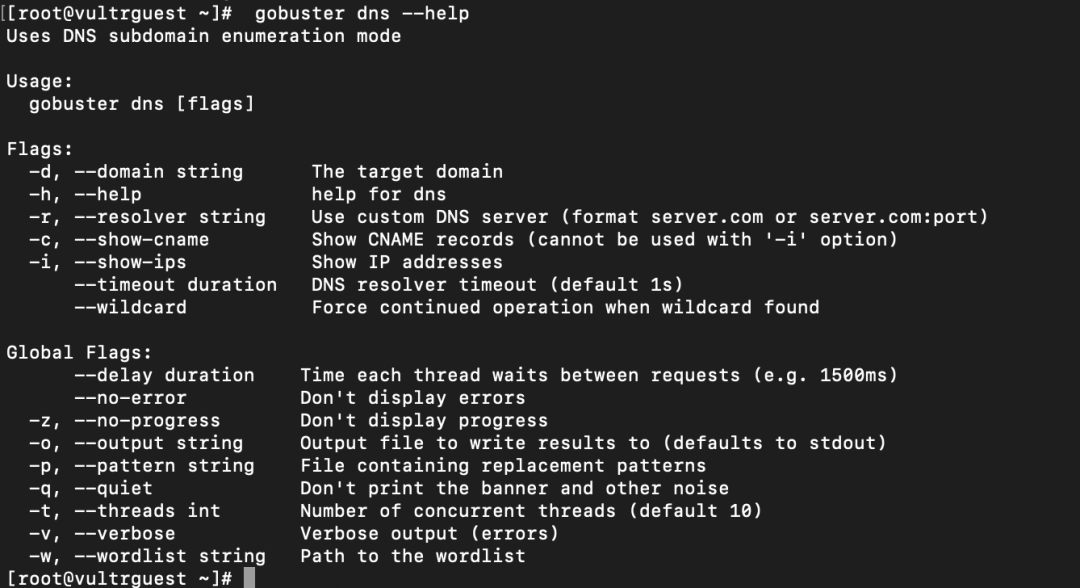 [[root@vultrguest ~]#  gobuster dns --help
Uses DNS subdomain enumeration mode

Usage:
  gobuster dns [flags]

Flags:
  -d, --domain string      The target domain
  -h, --help               help for dns
  -r, --resolver string    Use custom DNS server (format server.com or server.com:port)
  -c, --show-cname         Show CNAME records (cannot be used with '-i' option)
  -i, --show-ips           Show IP addresses
      --timeout duration   DNS resolver timeout (default 1s)
      --wildcard           Force continued operation when wildcard found

Global Flags:
      --delay duration    Time each thread waits between requests (e.g. 1500ms)
      --no-error          Don't display errors
  -z, --no-progress       Don't display progress
  -o, --output string     Output file to write results to (defaults to stdout)
  -p, --pattern string    File containing replacement patterns
  -q, --quiet             Don't print the banner and other noise
  -t, --threads int       Number of concurrent threads (default 10)
  -v, --verbose           Verbose output (errors)
  -w, --wordlist string   Path to the wordlist
[root@vultrguest ~]#